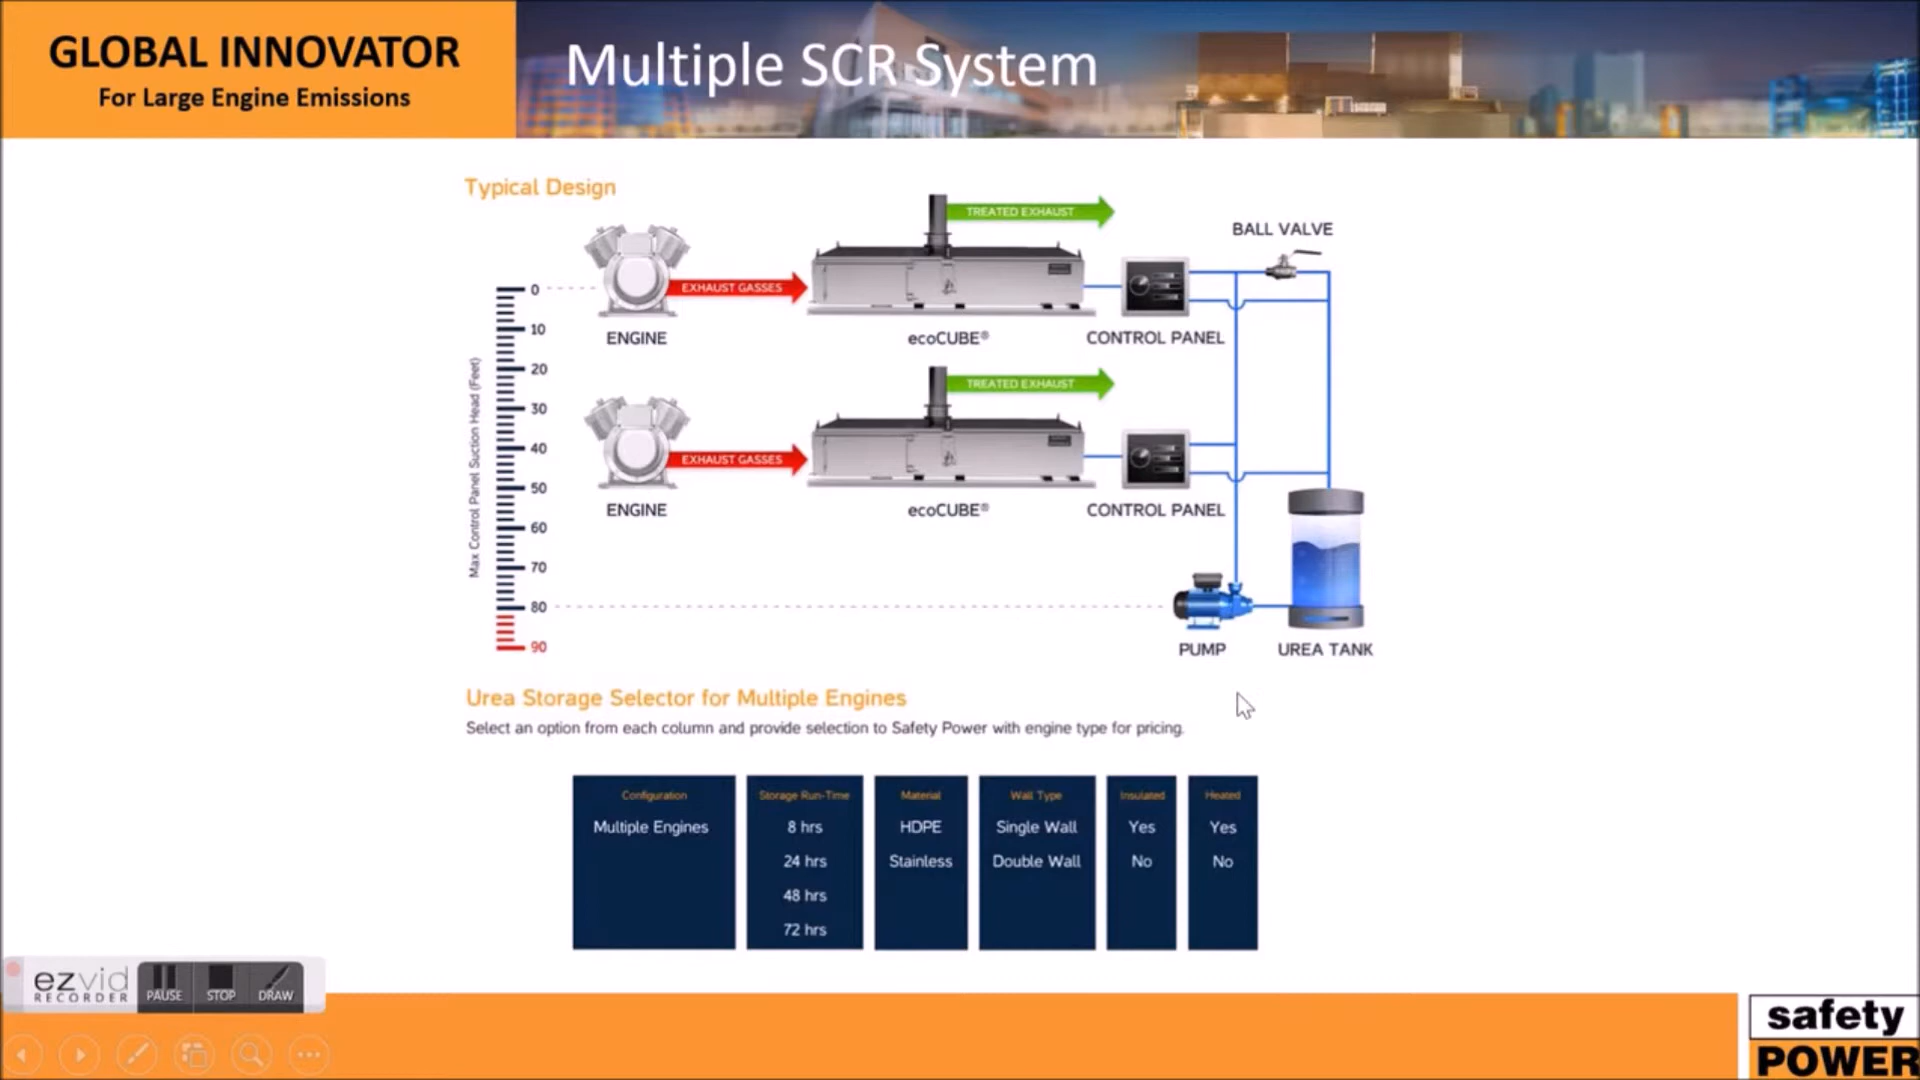 GLOBAL INNOVATOR
For Large Engine Emissions
Multiple SCR System
Typical Design
TREATED EXHAUST
BALL VALVE
EXHAUST GASSES
ENGINE
ecoCUBE®
CONTROL PANEL
TREATED EXHAUST
EXHAUST GASSES
ENGINE
ecoCUBE®
CONTROL PANEL
Max Control Panel Suction Head (Feet)
0
10
20
30
40
50
60
70
80
90
PUMP
UREA TANK
Urea Storage Selector for Multiple Engines
Select an option from each column and provide selection to Safety Power with engine type for pricing.
Configuration
Multiple Engines
Storage Run-Time
8 hrs
24 hrs
48 hrs
72 hrs
Material
HDPE
Stainless
Wall Type
Single Wall
Double Wall
Insulated
Yes
No
Heated
Yes
No
ezvid
RECORDER
PAUSE
STOP
DRAW
safety
POWER